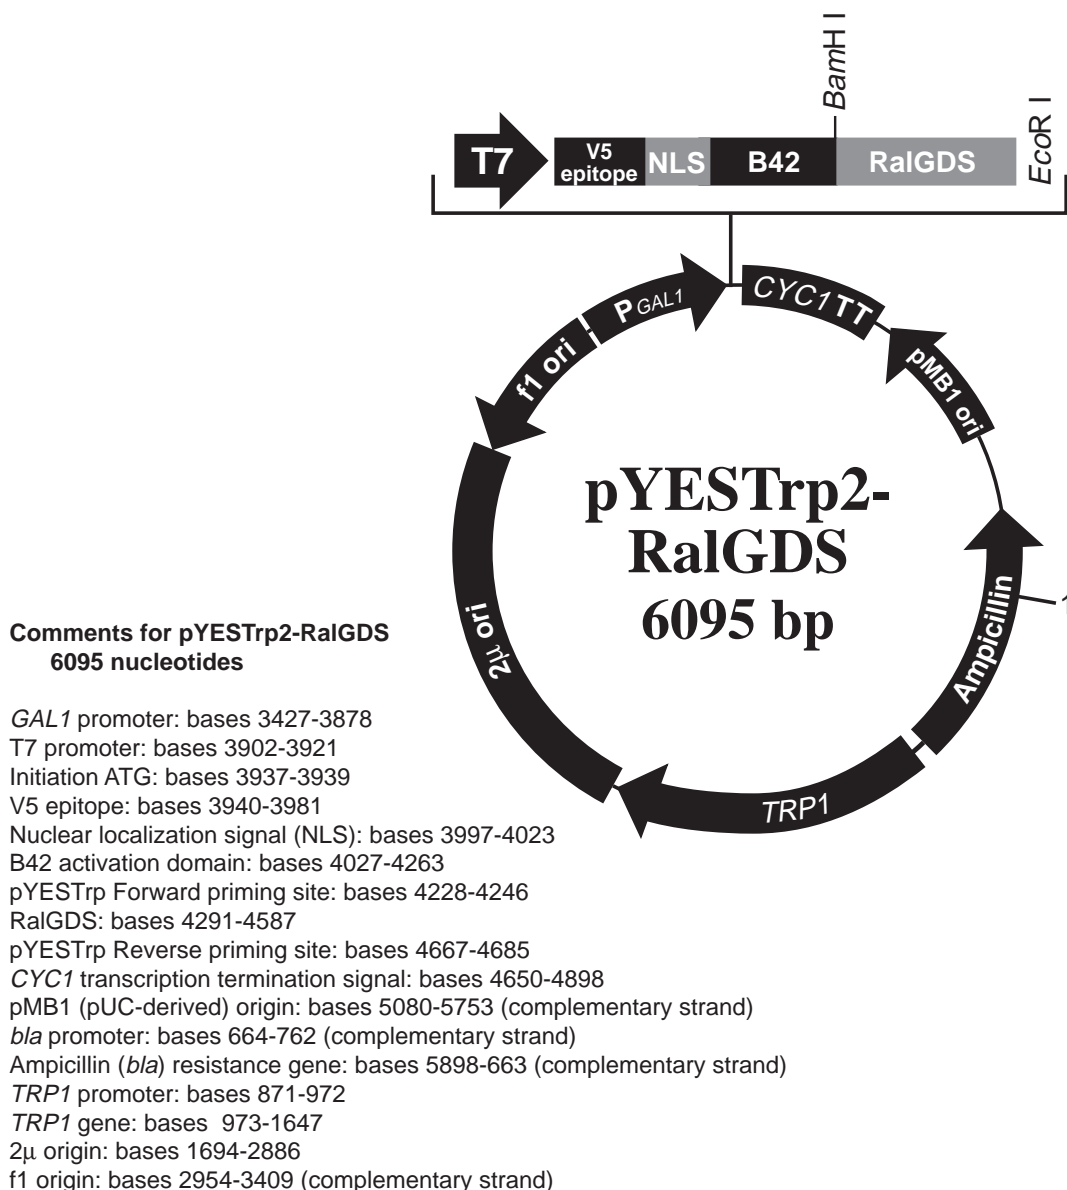 BamH I
EcoR I
T7
V5
epitope
NLS
B42
RalGDS
CYC1 TT
PGAL1
f1 ori
pMB1 ori
pYESTrp2-
RalGDS
6095 bp
2µ ori
Ampicillin
1
TRP1
Comments for pYESTrp2-RalGDS
6095 nucleotides
GAL1 promoter: bases 3427-3878
T7 promoter: bases 3902-3921
Initiation ATG: bases 3937-3939
V5 epitope: bases 3940-3981
Nuclear localization signal (NLS): bases 3997-4023
B42 activation domain: bases 4027-4263
pYESTrp Forward priming site: bases 4228-4246
RalGDS: bases 4291-4587
pYESTrp Reverse priming site: bases 4667-4685
CYC1 transcription termination signal: bases 4650-4898
pMB1 (pUC-derived) origin: bases 5080-5753 (complementary strand)
bla promoter: bases 664-762 (complementary strand)
Ampicillin (bla) resistance gene: bases 5898-663 (complementary strand)
TRP1 promoter: bases 871-972
TRP1 gene: bases 973-1647
2µ origin: bases 1694-2886
f1 origin: bases 2954-3409 (complementary strand)